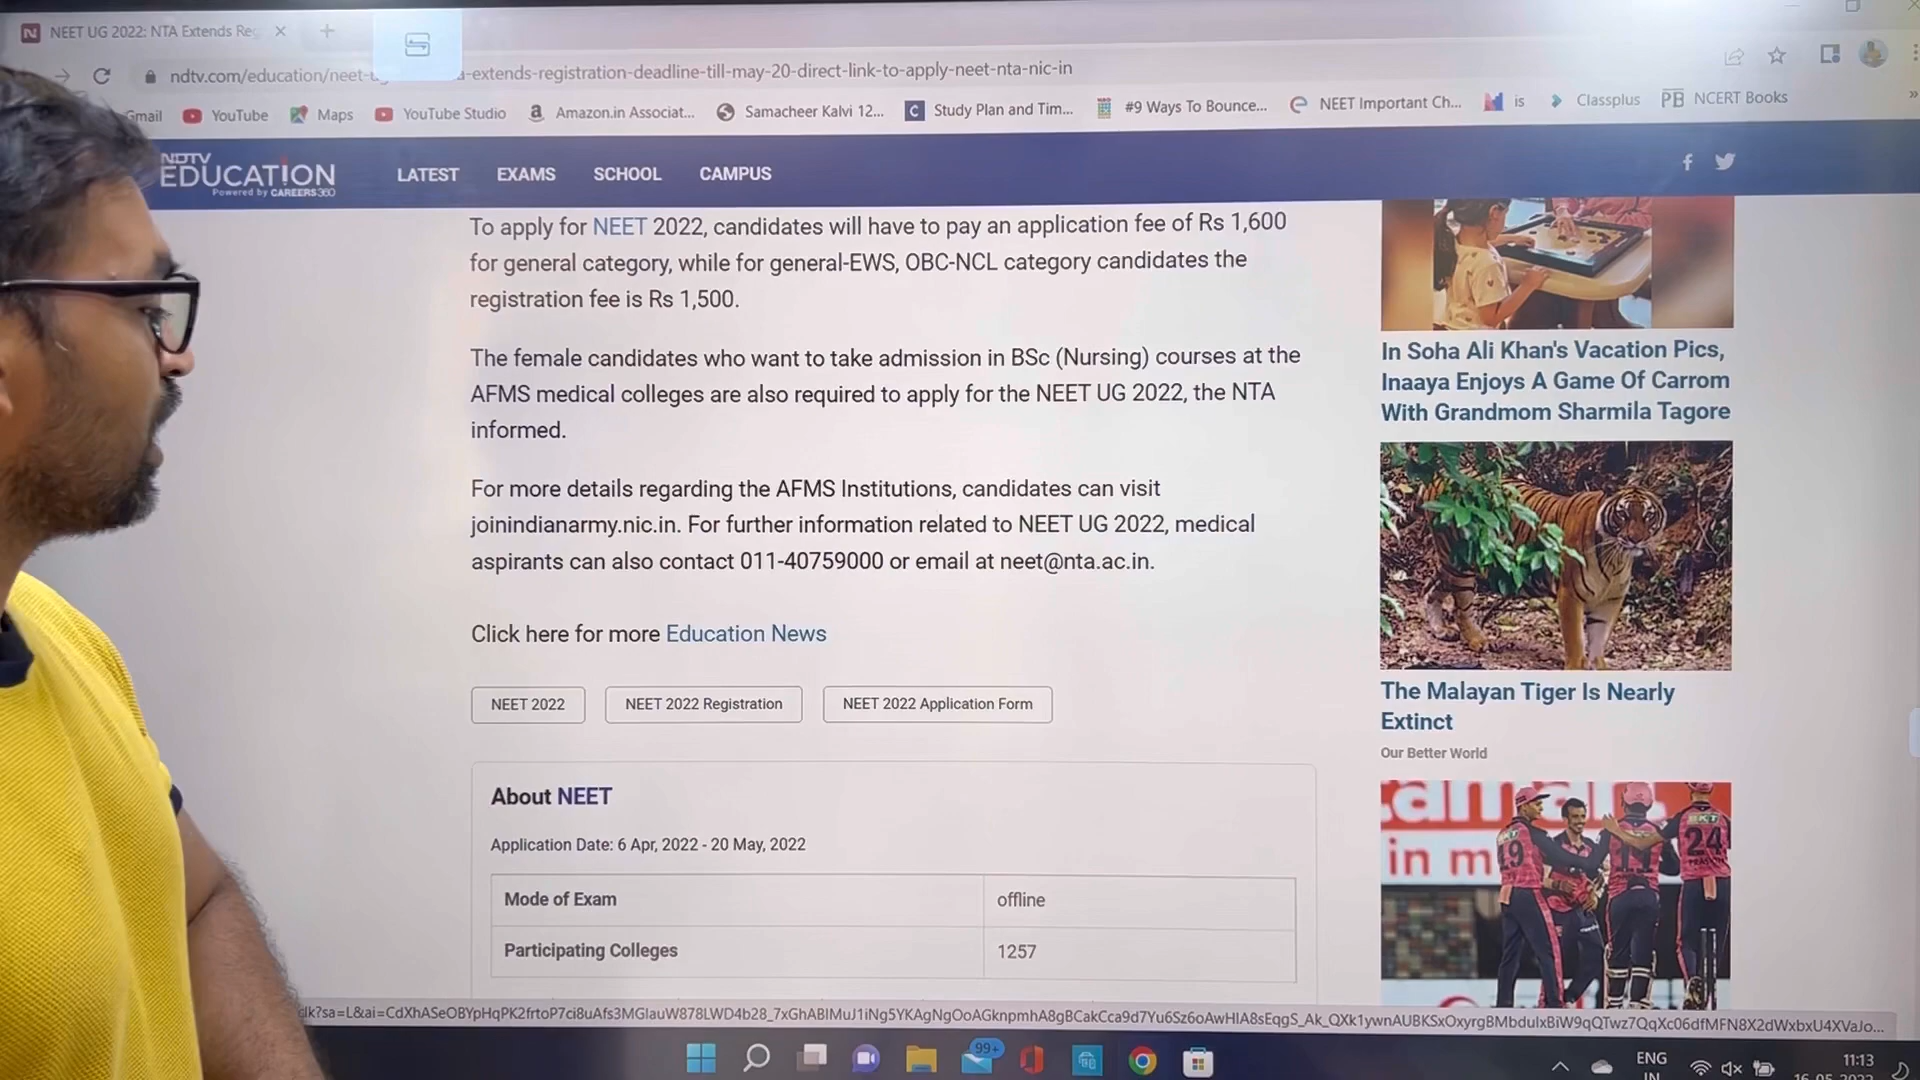 NEET UG 2022: NTA Extends Reg
ndtv.com/education/neet-
-extends-registration-deadline-till-may-20-direct-link-to-apply-neet-nta-nic-in
Gmail YouTube Maps YouTube Studio Amazon.in Associat... Samacheer Kalvi 12... Study Plan and Tim... #9 Ways To Bounce... NEET Important Ch... is Classplus PB NCERT Books »
NDTV
EDUCATION
Powered by CAREERS360
LATEST EXAMS SCHOOL CAMPUS
To apply for NEET 2022, candidates will have to pay an application fee of Rs 1,600
for general category, while for general-EWS, OBC-NCL category candidates the
registration fee is Rs 1,500.
The female candidates who want to take admission in BSc (Nursing) courses at the
AFMS medical colleges are also required to apply for the NEET UG 2022, the NTA
informed.
For more details regarding the AFMS Institutions, candidates can visit
joinindianarmy.nic.in. For further information related to NEET UG 2022, medical
aspirants can also contact 011-40759000 or email at neet@nta.ac.in.
Click here for more Education News
NEET 2022 NEET 2022 Registration NEET 2022 Application Form
About NEET
Application Date: 6 Apr, 2022 - 20 May, 2022
Mode of Exam offline
Participating Colleges 1257
In Soha Ali Khan's Vacation Pics,
Inaaya Enjoys A Game Of Carrom
With Grandmom Sharmila Tagore
The Malayan Tiger Is Nearly
Extinct
Our Better World
in m
19
24
99+
ENG
IN
11:13
16-05-2022